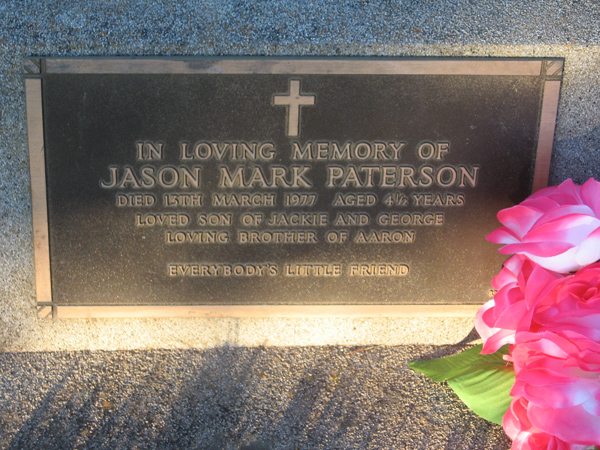 IN LOVING MEMORY OF
JASON MARK PATERSON
DIED 13TH MARCH 1977 AGED 4½ YEARS
LOVED SON OF JACKIE AND GEORGE
LOVING BROTHER OF AARON
EVERYBODY'S LITTLE FRIEND